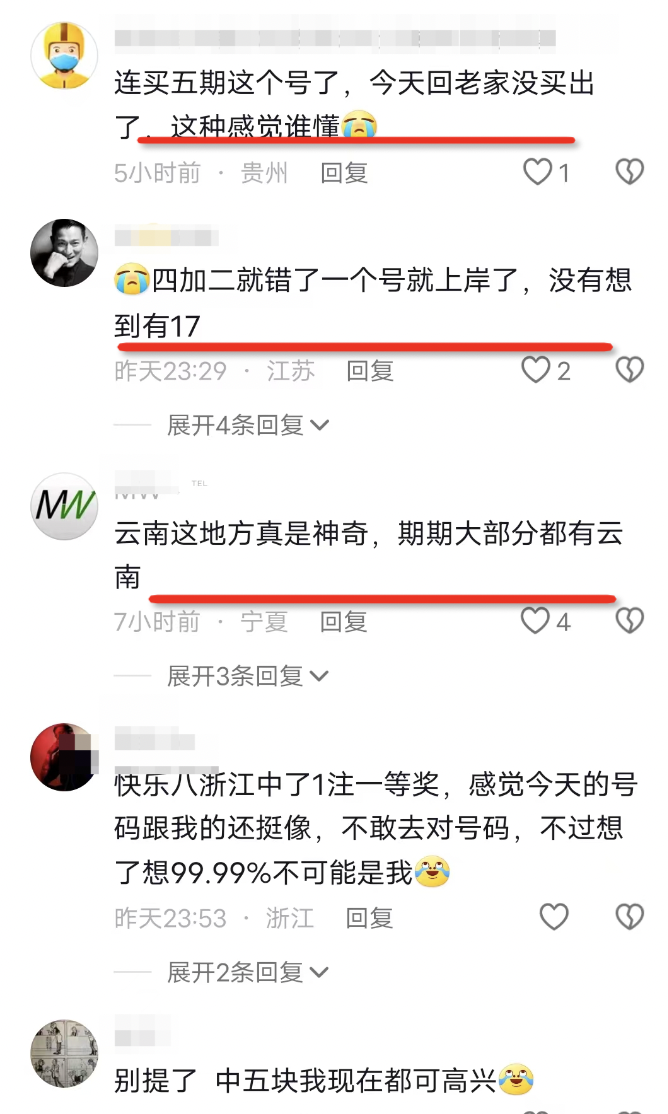 连买五期这个号了，今天回老家没买出
了，这种感觉谁懂
5小时前 · 贵州 回复 1
四加二就错了一个号就上岸了，没有想
到有17
昨天23:29 · 江苏 回复 2
展开4条回复
MW
TEL
云南这地方真是神奇，期期大部分都有云
南
7小时前 · 宁夏 回复 4
展开3条回复
快乐八浙江中了1注一等奖，感觉今天的号
码跟我的还挺像，不敢去对号码，不过想
了想99.99%不可能是我
昨天23:53 · 浙江 回复
展开2条回复
别提了 中五块我现在都可高兴